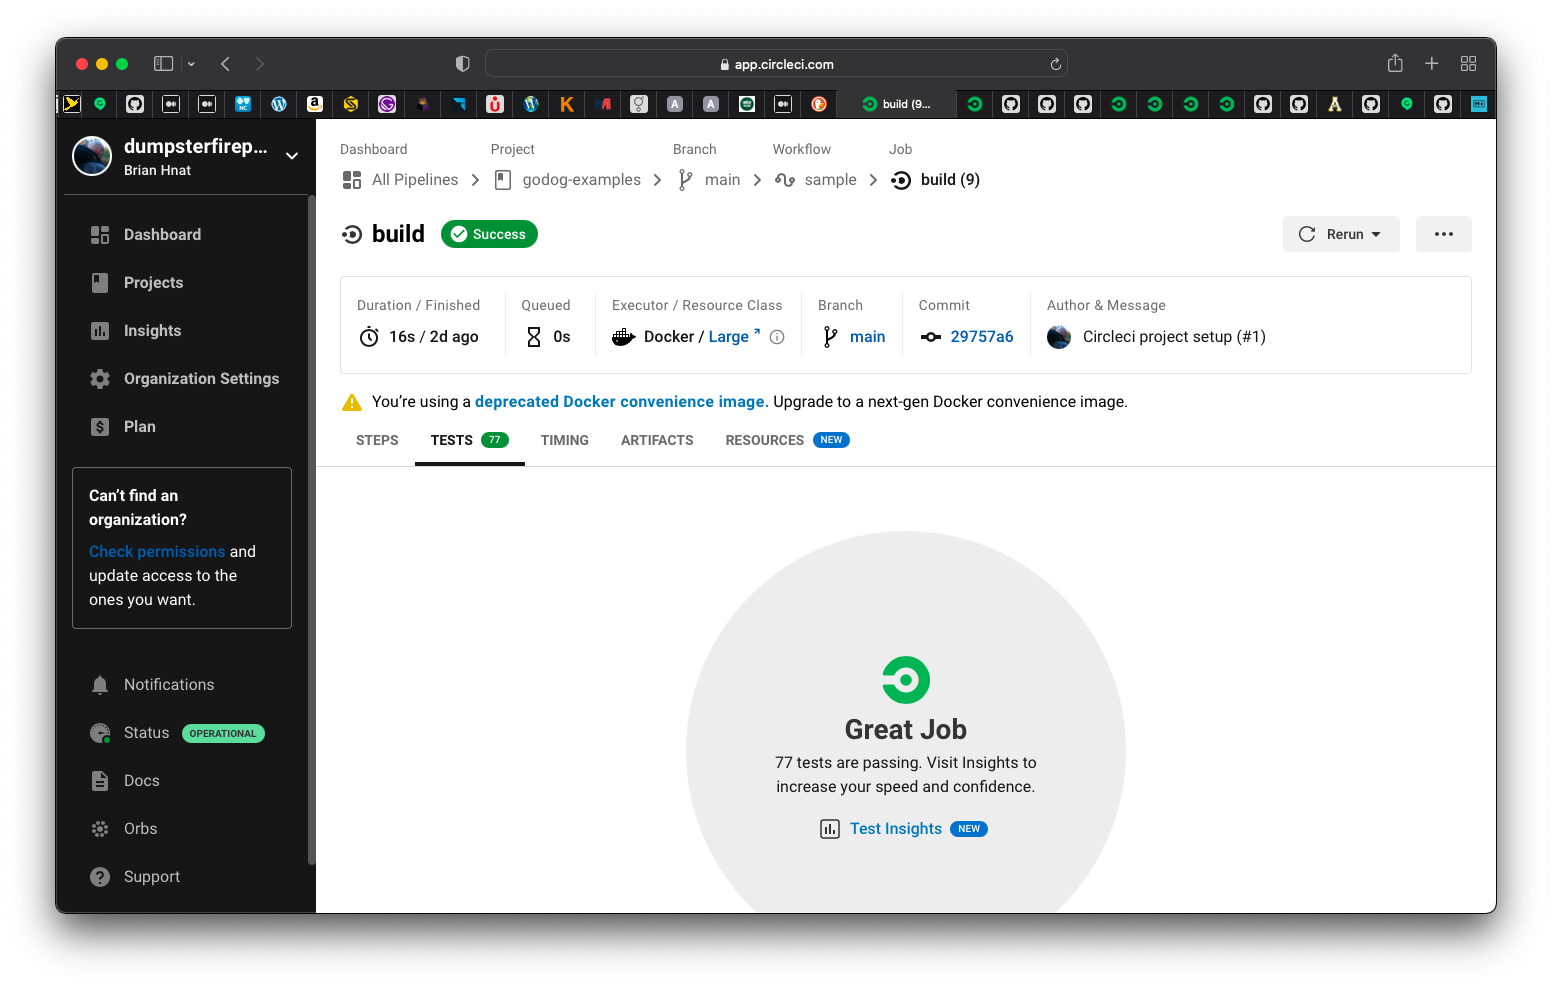 app.circleci.com
build (9...
dumpsterfirep...
Brian Hnat
Dashboard
Projects
Insights
Organization Settings
Plan
Can’t find an
organization?
Check permissions and
update access to the
ones you want.
Notifications
Status OPERATIONAL
Docs
Orbs
Support
Dashboard Project Branch Workflow Job
All Pipelines godog-examples main sample build (9)
build Success Rerun
Duration / Finished Queued Executor / Resource Class Branch Commit Author & Message
16s / 2d ago 0s Docker / Large main 29757a6 Circleci project setup (#1)
You’re using a deprecated Docker convenience image. Upgrade to a next-gen Docker convenience image.
STEPS TESTS 77 TIMING ARTIFACTS RESOURCES NEW
Great Job
77 tests are passing. Visit Insights to
increase your speed and confidence.
Test Insights NEW